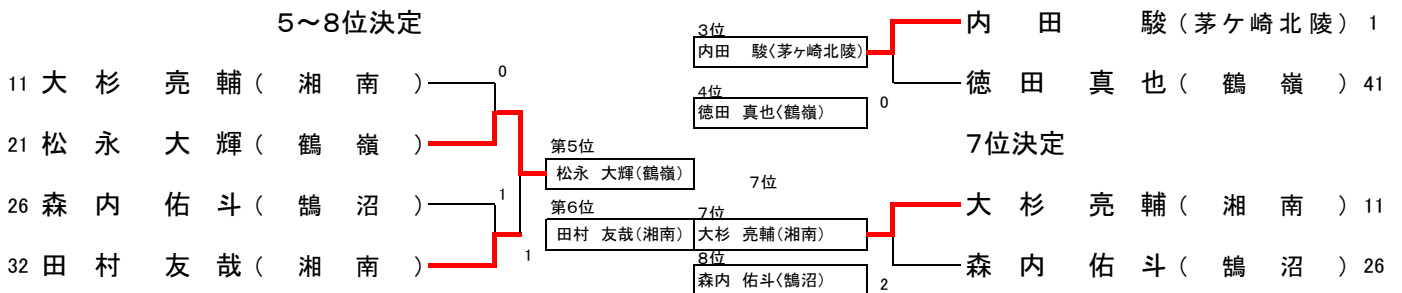 5～8位決定
11 大 杉 亮 輔 ( 湘 南 )
0
21 松 永 大 輝 ( 鶴 嶺 )
26 森 内 佑 斗 ( 鵠 沼 )
1
32 田 村 友 哉 ( 湘 南 )
1
第5位
松永 大輝(鶴嶺)
第6位
田村 友哉(湘南)
3位
内田 駿(茅ヶ崎北陵)
4位
徳田 真也(鶴嶺)
内 田 駿 ( 茅ケ崎北陵 ) 1
0
徳 田 真 也 ( 鶴 嶺 ) 41
7位決定
7位
7位
大杉 亮輔(湘南)
8位
森内 佑斗(鵠沼)
大 杉 亮 輔 ( 湘 南 ) 11
2
森 内 佑 斗 ( 鵠 沼 ) 26